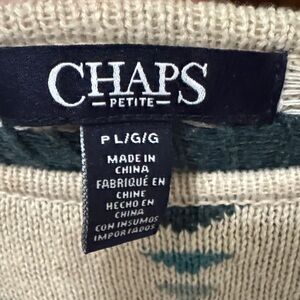 CHAPS
PETITE
P L/G/G
MADE IN
CHINA
FABRIQUÉ EN
CHINE
HECHO EN
CHINA
CON INSUMOS
IMPORTADOS